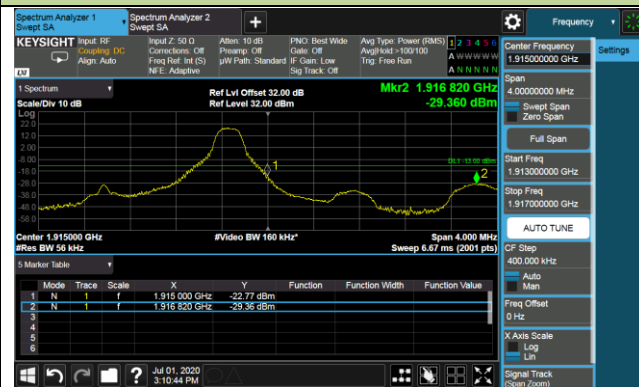 Spectrum Analyzer 1
Swept SA
Spectrum Analyzer 2
Swept SA
+
Frequency
KEYSIGHT
Input: RF
Coupling: DC
Align: Auto
Input Z: 50 Ω
Corrections: Off
Freq Ref: Int (S)
NFE: Adaptive
Atten: 10 dB
Preamp: Off
µW Path: Standard
PNO: Best Wide
Gate: Off
IF Gain: Low
Sig Track: Off
Avg Type: Power (RMS)
Avg|Hold:>100/100
Trig: Free Run
1 2 3 4 5 6
A W W W W W
A N N N N N
LXI
Center Frequency
1.915000000 GHz
Settings
Span
4.00000000 MHz
Swept Span
Zero Span
Full Span
Start Freq
1.913000000 GHz
Stop Freq
1.917000000 GHz
AUTO TUNE
CF Step
400.000 kHz
Auto
Man
Freq Offset
0 Hz
X Axis Scale
Log
Lin
Signal Track
(Span Zoom)
1 Spectrum
Scale/Div 10 dB
Ref Lvl Offset 32.00 dB
Ref Level 32.00 dBm
Mkr2 1.916 820 GHz
-29.360 dBm
Log
22.0
12.0
2.00
-8.00
-18.0
-28.0
-38.0
-48.0
-58.0
DL1 -13.00 dBm
1
2
Center 1.915000 GHz
#Res BW 56 kHz
#Video BW 160 kHz*
Span 4.000 MHz
Sweep 6.67 ms (2001 pts)
5 Marker Table
Mode Trace Scale X Y Function Function Width Function Value
1 N 1 f 1.915 000 GHz -22.77 dBm
2 N 1 f 1.916 820 GHz -29.36 dBm
3
4
5
6
?
Jul 01, 2020
3:10:44 PM